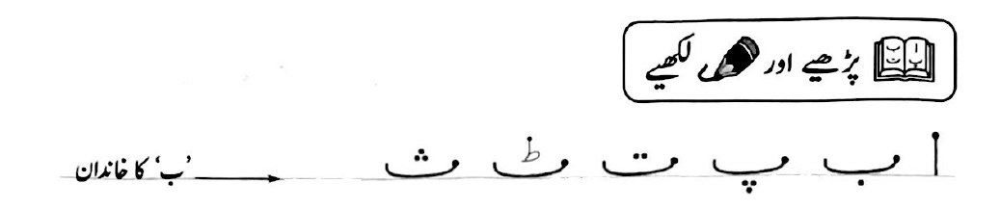 پڑھیے اور لکھیے
ا ب پ ت ٹ ث
'ب' کا خاندان